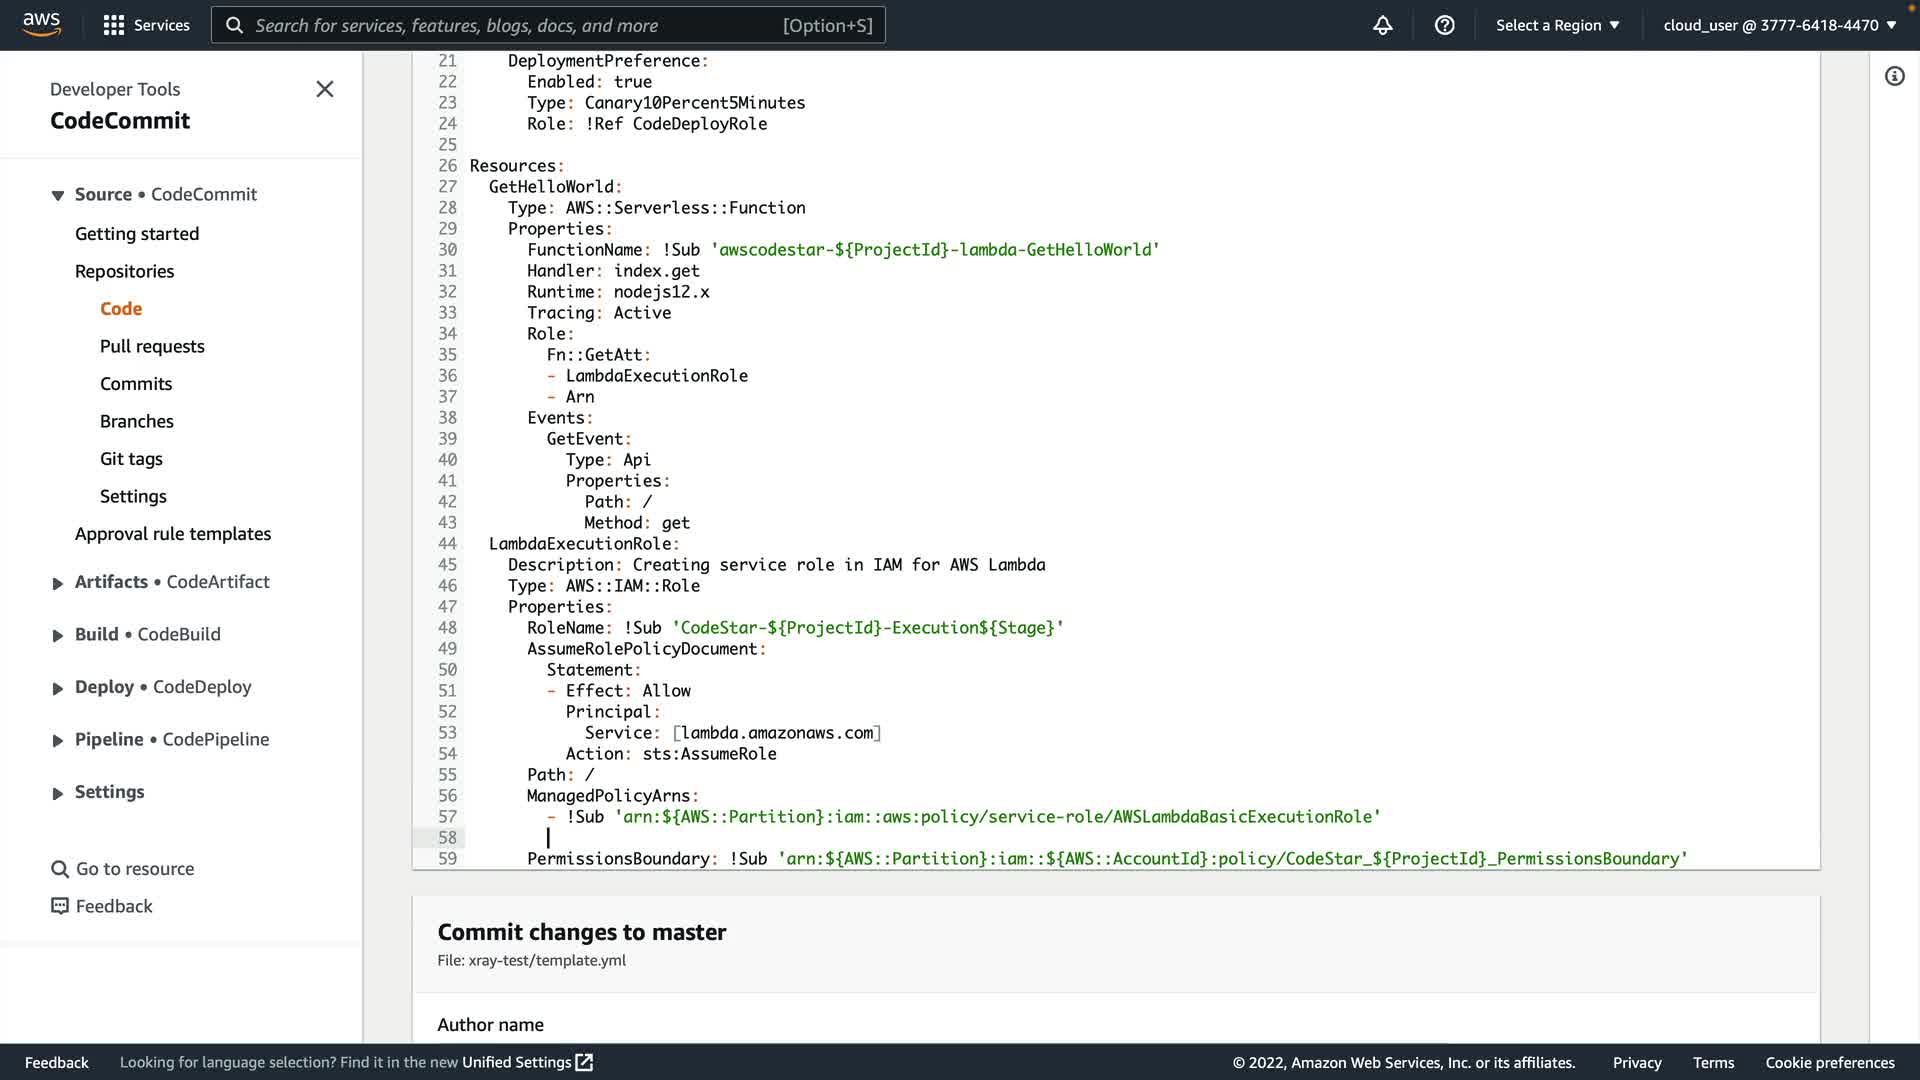 aws
Services
Search for services, features, blogs, docs, and more
[Option+S]
Select a Region ▼
cloud_user @ 3777-6418-4470 ▼
Developer Tools
CodeCommit
Source • CodeCommit
Getting started
Repositories
Code
Pull requests
Commits
Branches
Git tags
Settings
Approval rule templates
Artifacts • CodeArtifact
Build • CodeBuild
Deploy • CodeDeploy
Pipeline • CodePipeline
Settings
Go to resource
Feedback
21     DeploymentPreference:
22       Enabled: true
23       Type: Canary10Percent5Minutes
24       Role: !Ref CodeDeployRole
25
26 Resources:
27   GetHelloWorld:
28     Type: AWS::Serverless::Function
29     Properties:
30       FunctionName: !Sub 'awscodestar-${ProjectId}-lambda-GetHelloWorld'
31       Handler: index.get
32       Runtime: nodejs12.x
33       Tracing: Active
34       Role:
35         Fn::GetAtt:
36         - LambdaExecutionRole
37         - Arn
38       Events:
39         GetEvent:
40           Type: Api
41           Properties:
42             Path: /
43             Method: get
44   LambdaExecutionRole:
45     Description: Creating service role in IAM for AWS Lambda
46     Type: AWS::IAM::Role
47     Properties:
48       RoleName: !Sub 'CodeStar-${ProjectId}-Execution${Stage}'
49       AssumeRolePolicyDocument:
50         Statement:
51         - Effect: Allow
52           Principal:
53             Service: [lambda.amazonaws.com]
54           Action: sts:AssumeRole
55       Path: /
56       ManagedPolicyArns:
57         - !Sub 'arn:${AWS::Partition}:iam::aws:policy/service-role/AWSLambdaBasicExecutionRole'
58
59       PermissionsBoundary: !Sub 'arn:${AWS::Partition}:iam::${AWS::AccountId}:policy/CodeStar_${ProjectId}_PermissionsBoundary'
Commit changes to master
File: xray-test/template.yml
Author name
Feedback
Looking for language selection? Find it in the new Unified Settings
© 2022, Amazon Web Services, Inc. or its affiliates.
Privacy
Terms
Cookie preferences